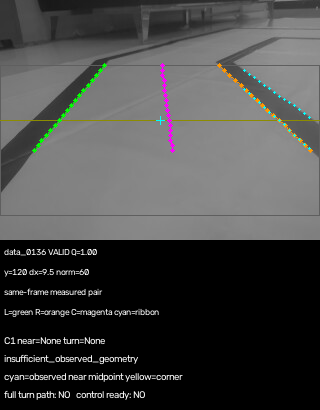 data_0136 VALID Q=1.00
y=120 dx=9.5 norm=60
same-frame measured pair
L=green R=orange C=magenta cyan=ribbon
C1 near=None turn=None
insufficient_observed_geometry
cyan=observed near midpoint yellow=corner
full turn path: NO control ready: NO